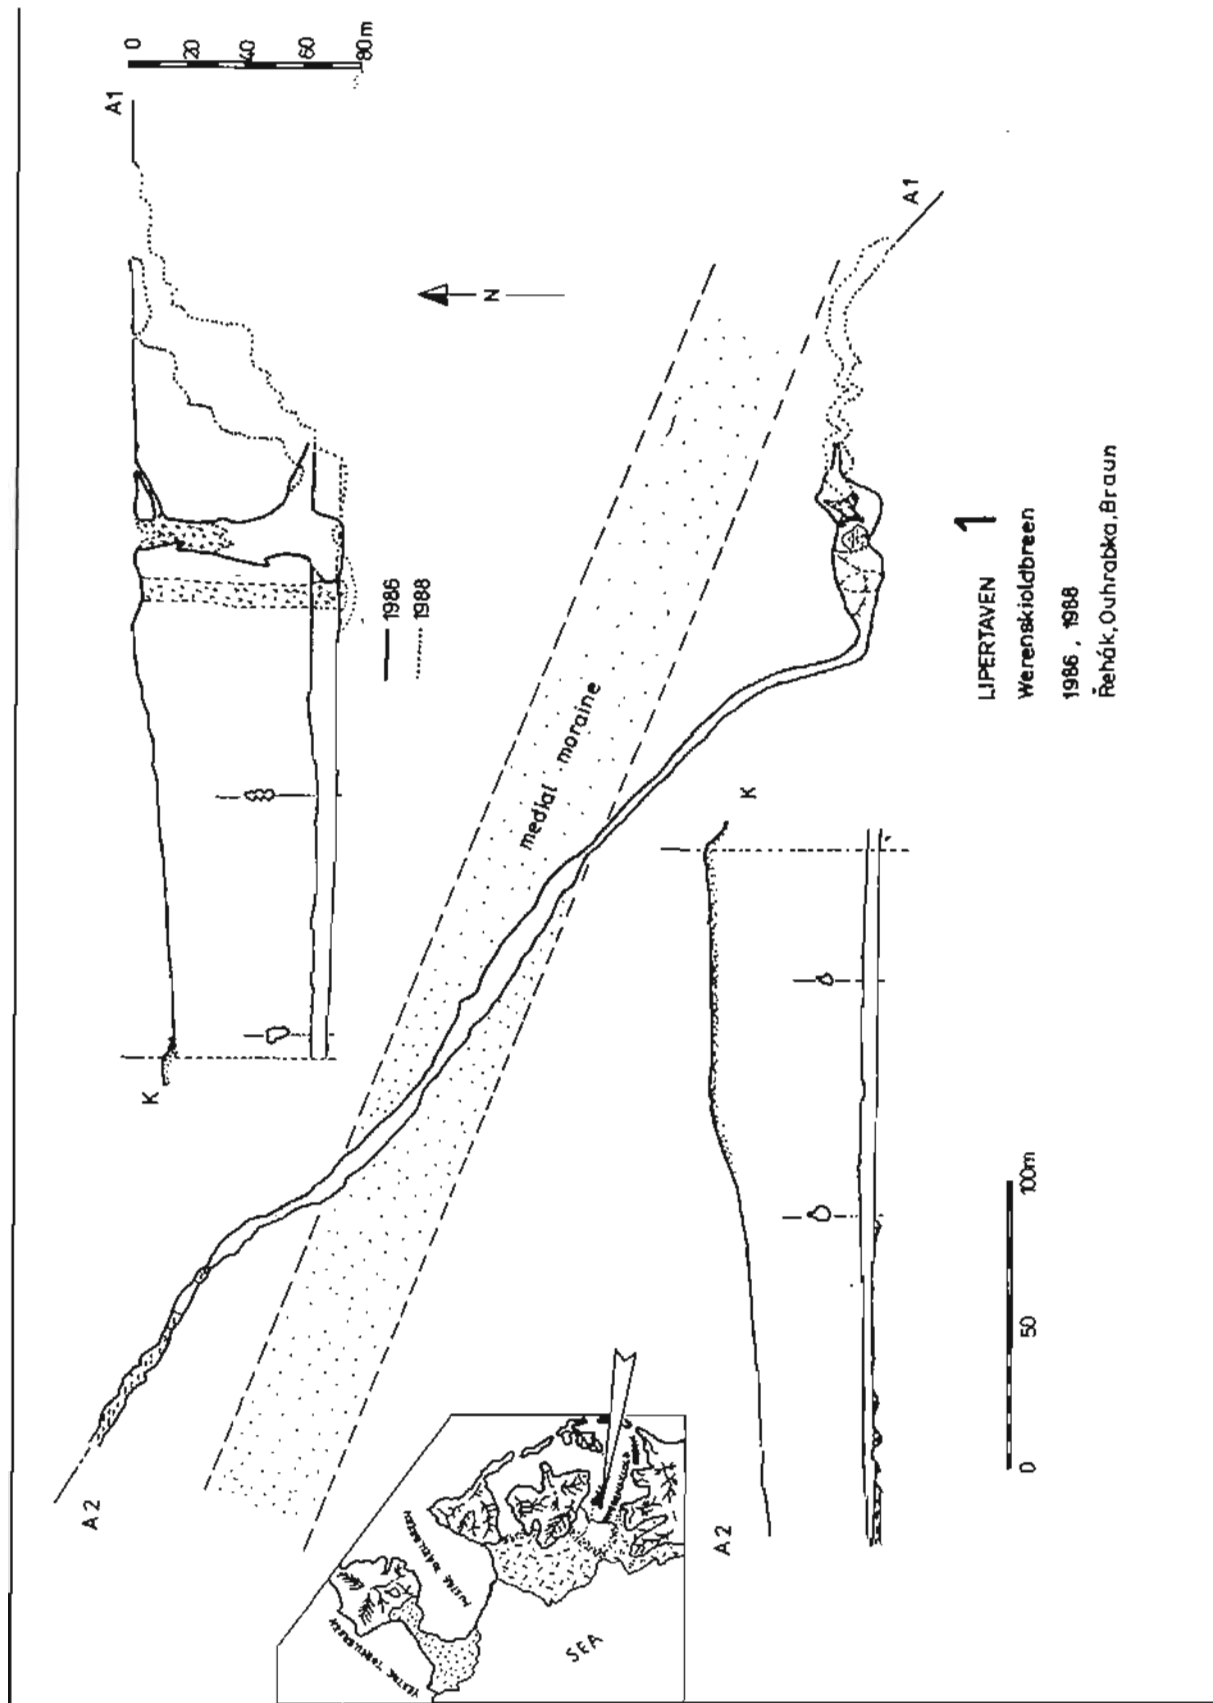 0
20
40
60
80m
A1
A1
N
1986
1988
K
medial moraine
K
1
LIPERTAVEN
Werenskioldbreen
1986, 1988
Řehák, Ouhrabka, Braun
A2
A2
0
50
100m
SEA